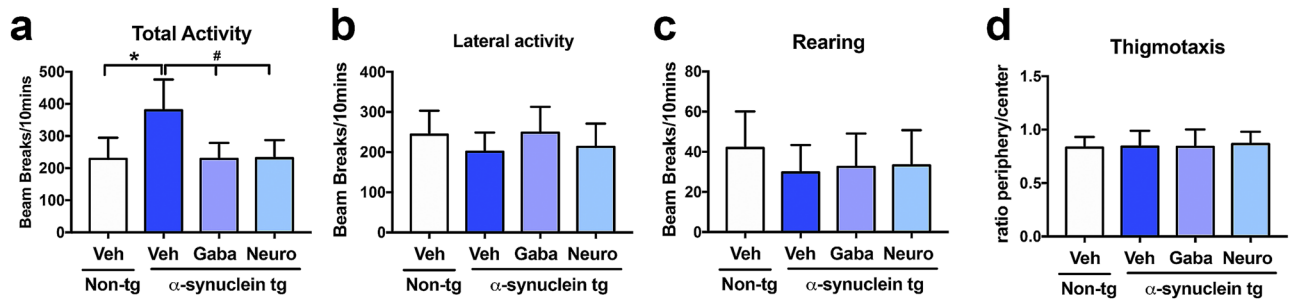 a
Total Activity
Beam Breaks/10mins
500
400
300
200
100
0
*
#
Veh
Veh
Gaba
Neuro
Non-tg
α-synuclein tg
b
Lateral activity
Beam Breaks/10mins
400
300
200
100
0
Veh
Veh
Gaba
Neuro
Non-tg
α-synuclein tg
c
Rearing
Beam Breaks/10mins
80
60
40
20
0
Veh
Veh
Gaba
Neuro
Non-tg
α-synuclein tg
d
Thigmotaxis
ratio periphery/center
1.5
1.0
0.5
0.0
Veh
Veh
Gaba
Neuro
Non-tg
α-synuclein tg